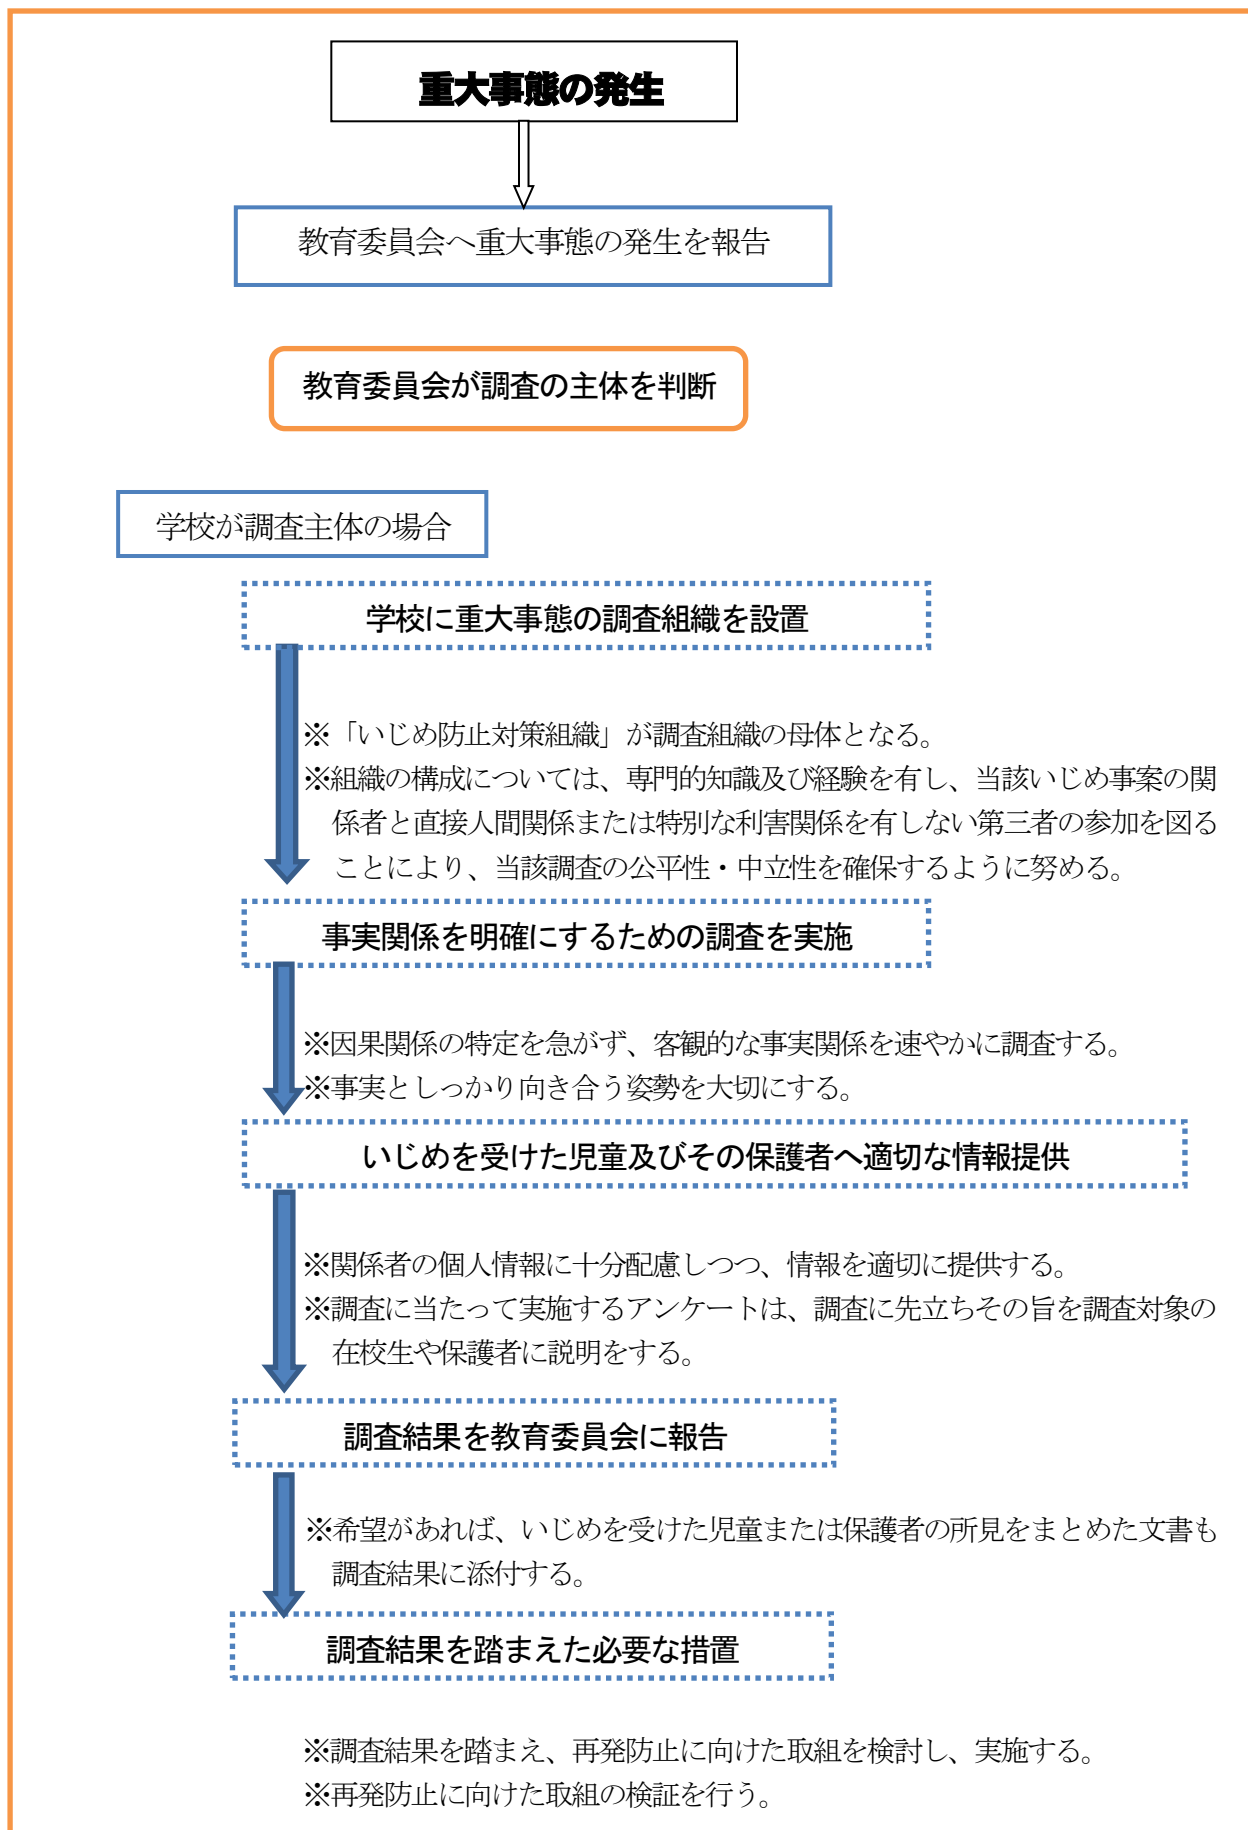 重大事態の発生
教育委員会へ重大事態の発生を報告
教育委員会が調査の主体を判断
学校が調査主体の場合
学校に重大事態の調査組織を設置
※「いじめ防止対策組織」が調査組織の母体となる。
※組織の構成については、専門的知識及び経験を有し、当該いじめ事案の関
係者と直接人間関係または特別な利害関係を有しない第三者の参加を図る
ことにより、当該調査の公平性・中立性を確保するように努める。
事実関係を明確にするための調査を実施
※因果関係の特定を急がず、客観的な事実関係を速やかに調査する。
※事実としっかり向き合う姿勢を大切にする。
いじめを受けた児童及びその保護者へ適切な情報提供
※関係者の個人情報に十分配慮しつつ、情報を適切に提供する。
※調査に当たって実施するアンケートは、調査に先立ちその旨を調査対象の
在校生や保護者に説明をする。
調査結果を教育委員会に報告
※希望があれば、いじめを受けた児童または保護者の所見をまとめた文書も
調査結果に添付する。
調査結果を踏まえた必要な措置
※調査結果を踏まえ、再発防止に向けた取組を検討し、実施する。
※再発防止に向けた取組の検証を行う。